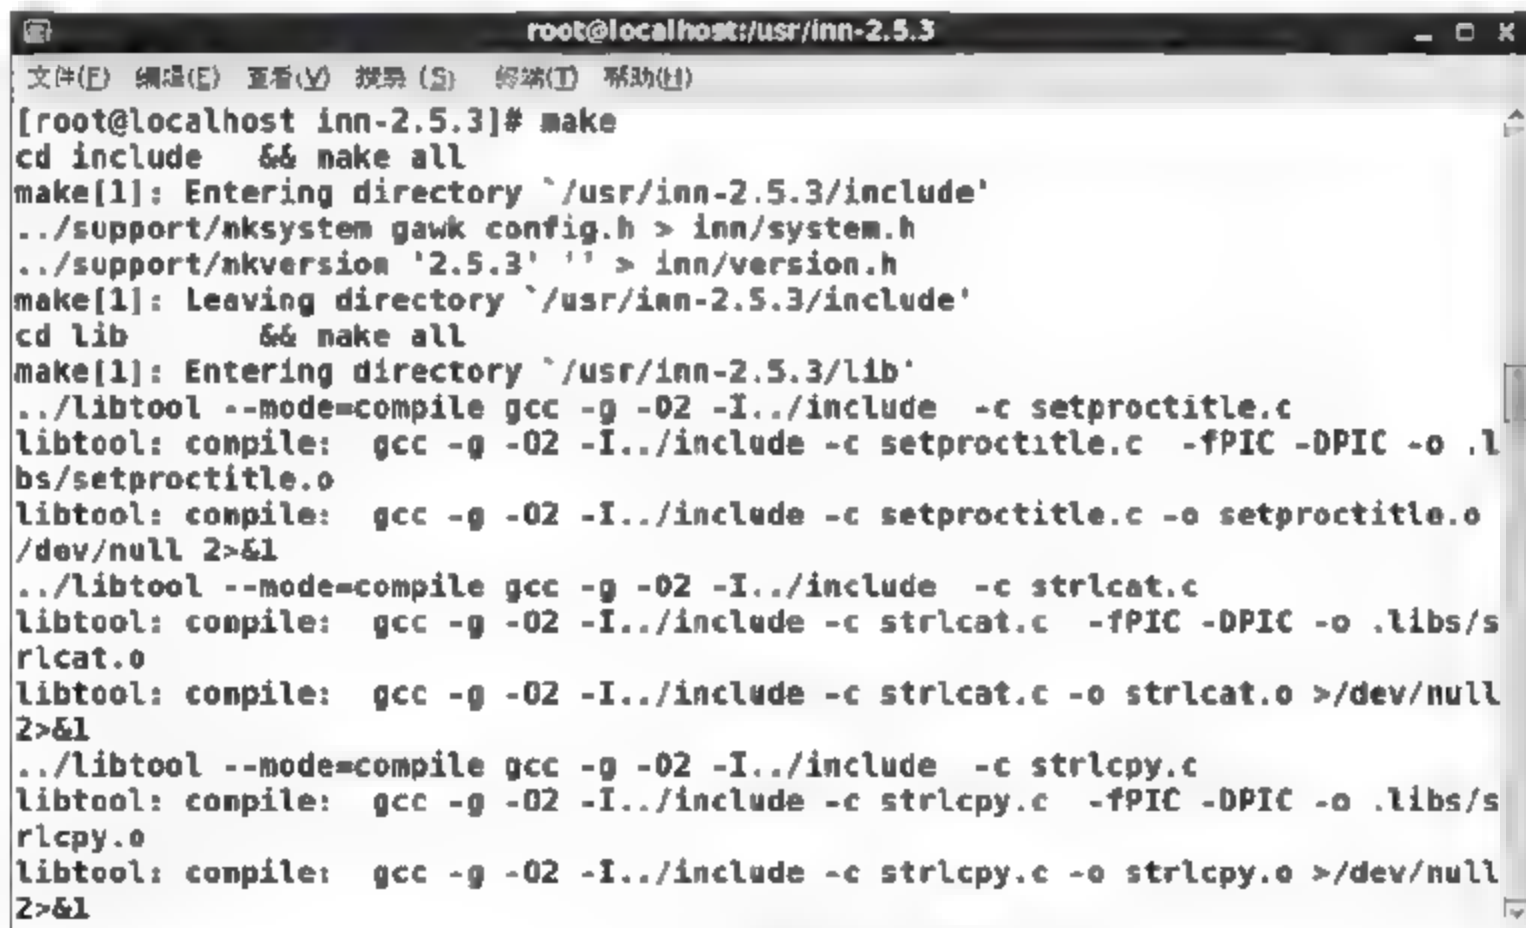 root@localhost:/usr/inn-2.5.3
文件(F) 编辑(E) 查看(V) 搜索 (S) 终端(T) 帮助(H)
[root@localhost inn-2.5.3]# make
cd include   && make all
make[1]: Entering directory `/usr/inn-2.5.3/include'
../support/mksystem gawk config.h > inn/system.h
../support/mkversion '2.5.3' '' > inn/version.h
make[1]: Leaving directory `/usr/inn-2.5.3/include'
cd lib       && make all
make[1]: Entering directory `/usr/inn-2.5.3/lib'
../libtool --mode=compile gcc -g -O2 -I../include  -c setproctitle.c
libtool: compile:  gcc -g -O2 -I../include -c setproctitle.c  -fPIC -DPIC -o .l
bs/setproctitle.o
libtool: compile:  gcc -g -O2 -I../include -c setproctitle.c -o setproctitle.o
/dev/null 2>&1
../libtool --mode=compile gcc -g -O2 -I../include  -c strlcat.c
libtool: compile:  gcc -g -O2 -I../include -c strlcat.c  -fPIC -DPIC -o .libs/s
rlcat.o
libtool: compile:  gcc -g -O2 -I../include -c strlcat.c -o strlcat.o >/dev/null
2>&1
../libtool --mode=compile gcc -g -O2 -I../include  -c strlcpy.c
libtool: compile:  gcc -g -O2 -I../include -c strlcpy.c  -fPIC -DPIC -o .libs/s
rlcpy.o
libtool: compile:  gcc -g -O2 -I../include -c strlcpy.c -o strlcpy.o >/dev/null
2>&1